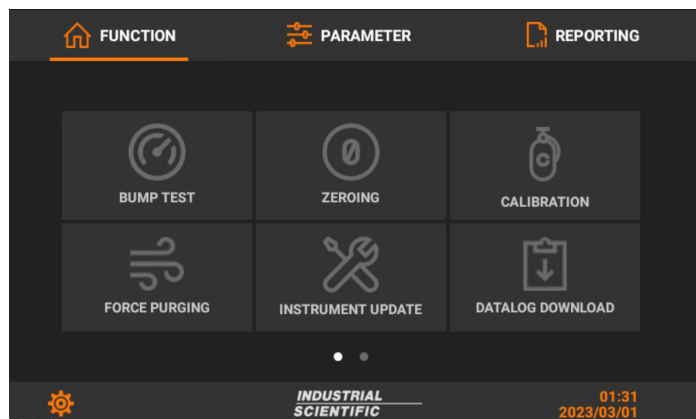 FUNCTION
PARAMETER
REPORTING
BUMP TEST
0
ZEROING
C
CALIBRATION
FORCE PURGING
INSTRUMENT UPDATE
DATALOG DOWNLOAD
INDUSTRIAL
SCIENTIFIC
01:31
2023/03/01